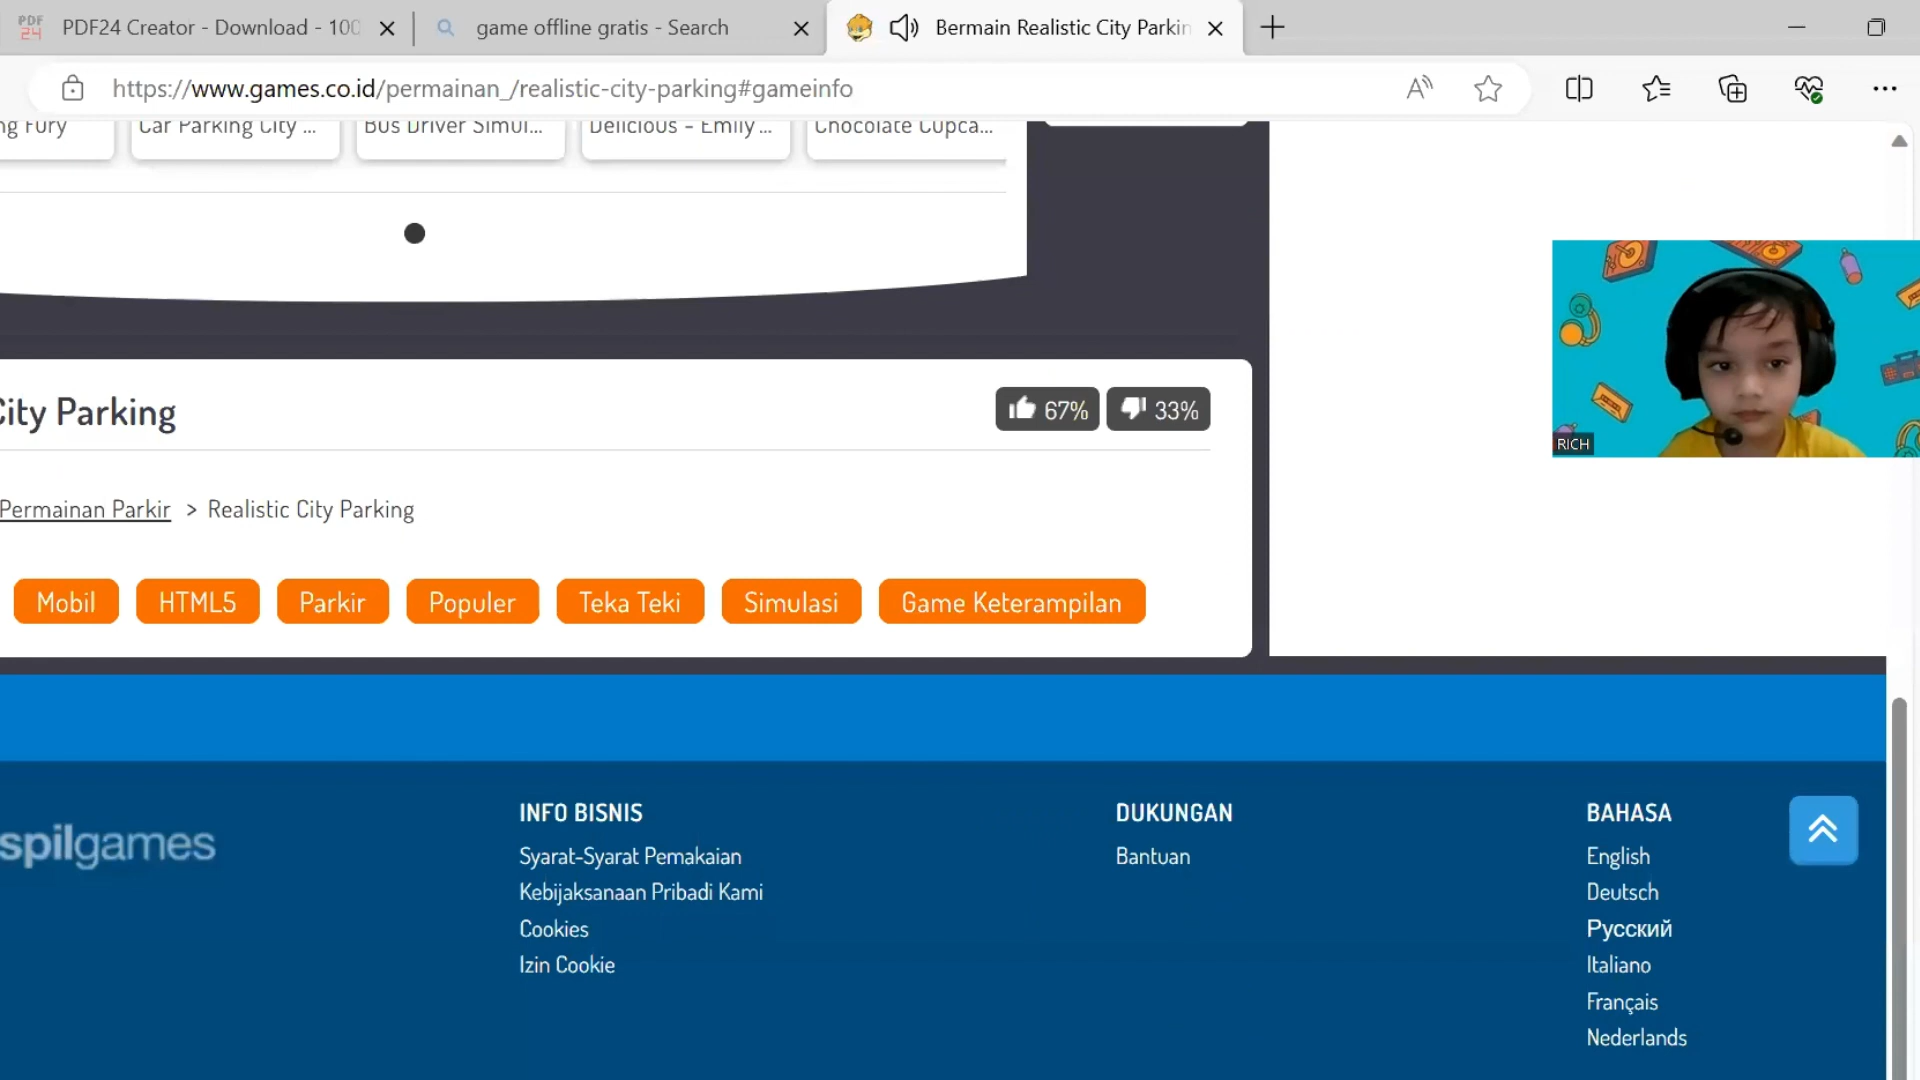 PDF24 Creator - Download - 100
game offline gratis - Search
Bermain Realistic City Parkin
https://www.games.co.id/permainan_/realistic-city-parking#gameinfo
ng Fury
Car Parking City ...
Bus Driver Simul...
Delicious - Emily ...
Chocolate Cupca...
City Parking
67%
33%
Permainan Parkir > Realistic City Parking
Mobil
HTML5
Parkir
Populer
Teka Teki
Simulasi
Game Keterampilan
RICH
spilgames
INFO BISNIS
Syarat-Syarat Pemakaian
Kebijaksanaan Pribadi Kami
Cookies
Izin Cookie
DUKUNGAN
Bantuan
BAHASA
English
Deutsch
Русский
Italiano
Français
Nederlands